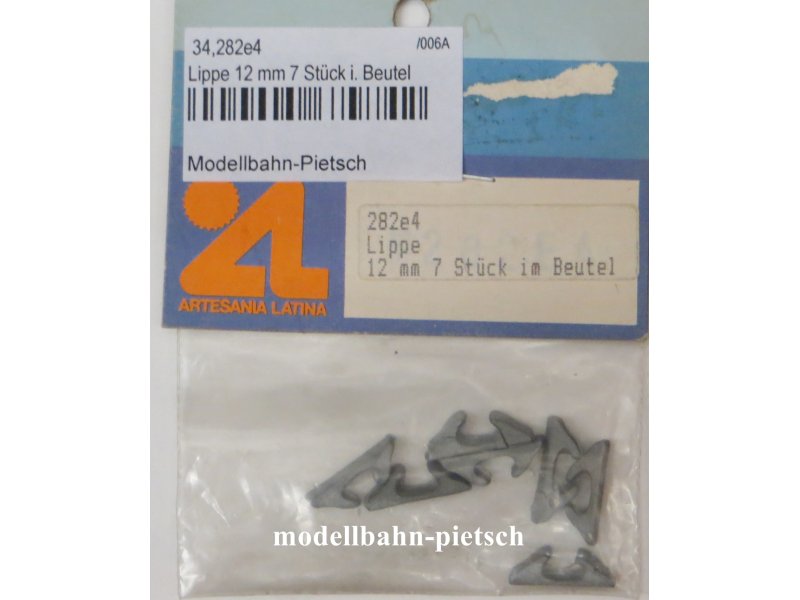 34,282e4 /006A
Lippe 12 mm 7 Stück i. Beutel
Modellbahn-Pietsch
ARTESANIA LATINA
282e4
Lippe
12 mm 7 Stück im Beutel
modellbahn-pietsch